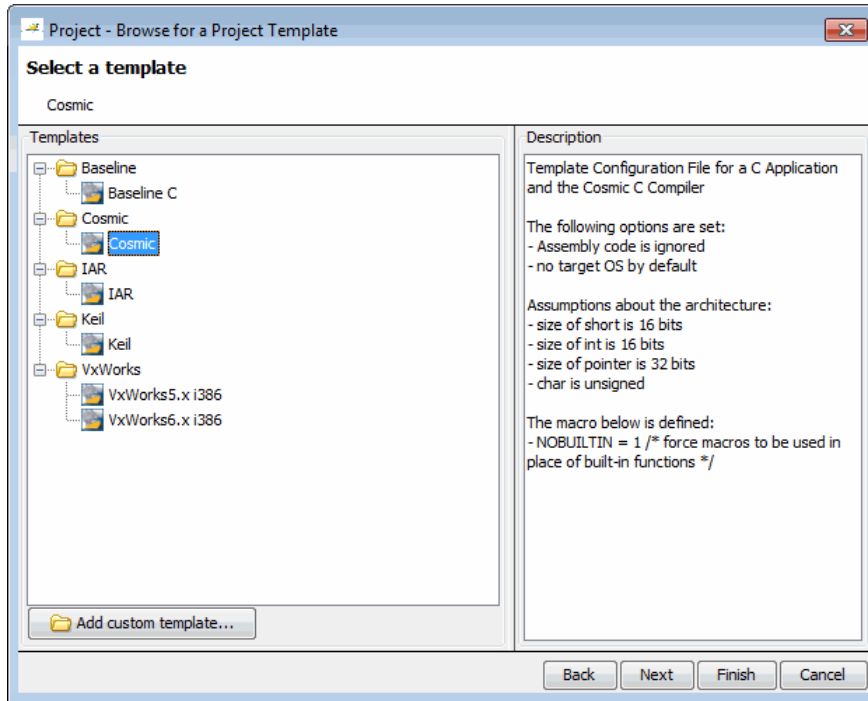 Project - Browse for a Project Template
Select a template
Cosmic
Templates
Baseline
Baseline C
Cosmic
Cosmic
IAR
IAR
Keil
Keil
VxWorks
VxWorks5.x i386
VxWorks6.x i386
Add custom template...
Description
Template Configuration File for a C Application
and the Cosmic C Compiler
The following options are set:
- Assembly code is ignored
- no target OS by default
Assumptions about the architecture:
- size of short is 16 bits
- size of int is 16 bits
- size of pointer is 32 bits
- char is unsigned
The macro below is defined:
- NOBUILTIN = 1 /* force macros to be used in
place of built-in functions */
Back
Next
Finish
Cancel